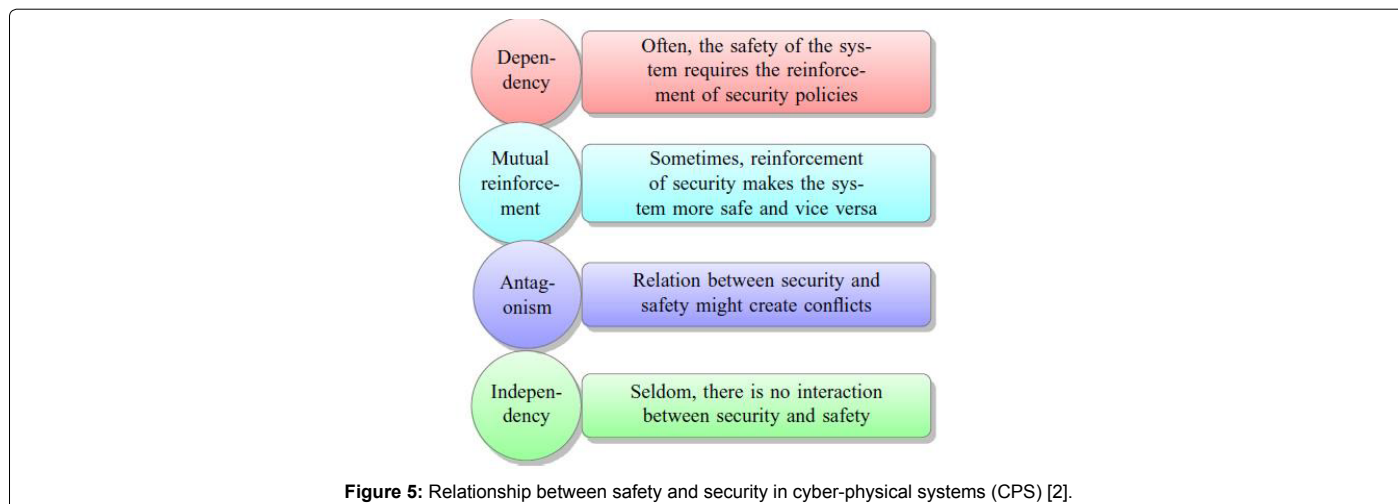 Depen-
dency
Often, the safety of the sys-
tem requires the reinforce-
ment of security policies
Mutual
reinforce-
ment
Sometimes, reinforcement
of security makes the sys-
tem more safe and vice versa
Antag-
onism
Relation between security and
safety might create conflicts
Indepen-
dency
Seldom, there is no interaction
between security and safety
Figure 5: Relationship between safety and security in cyber-physical systems (CPS) [2].